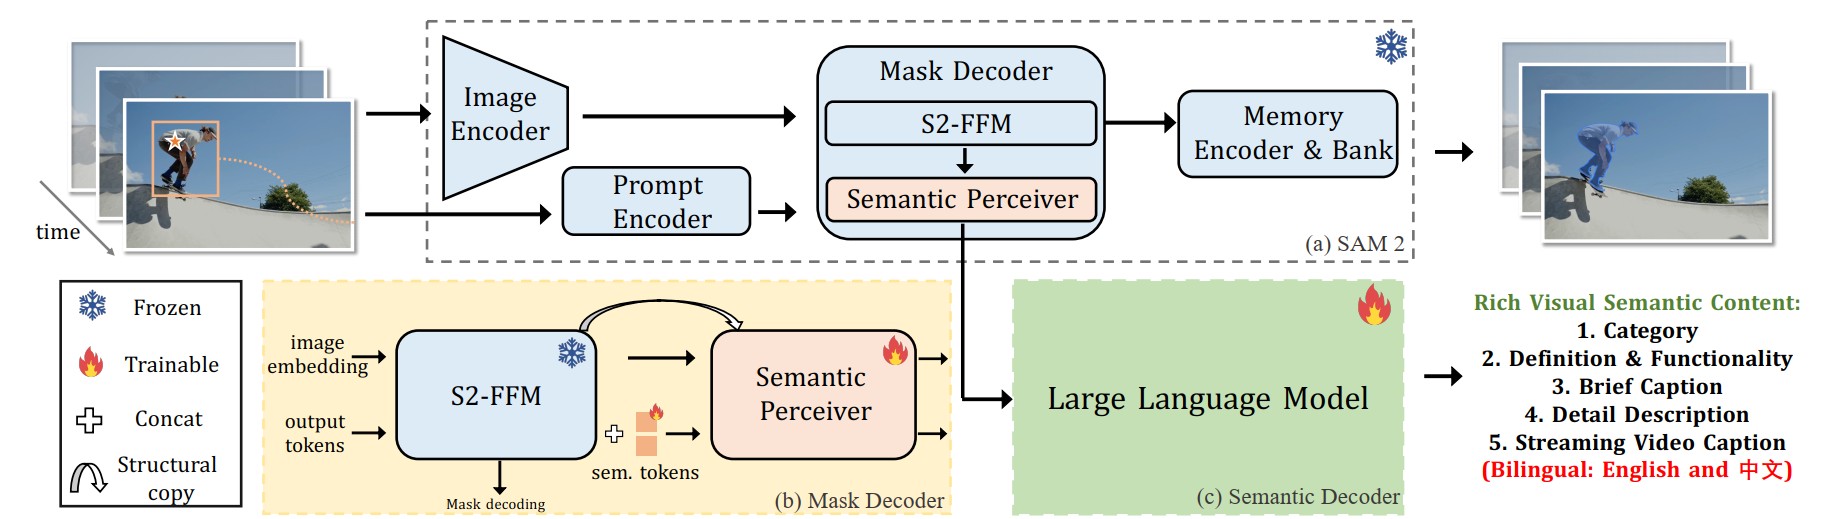 time
Image
Encoder
Prompt
Encoder
Mask Decoder
S2-FFM
Semantic Perceiver
Memory
Encoder & Bank
(a) SAM 2
Frozen
Trainable
Concat
Structural
copy
image
embedding
output
tokens
S2-FFM
Mask decoding
sem. tokens
Semantic
Perceiver
(b) Mask Decoder
Large Language Model
(c) Semantic Decoder
Rich Visual Semantic Content:
1. Category
2. Definition & Functionality
3. Brief Caption
4. Detail Description
5. Streaming Video Caption
(Bilingual: English and 中文)